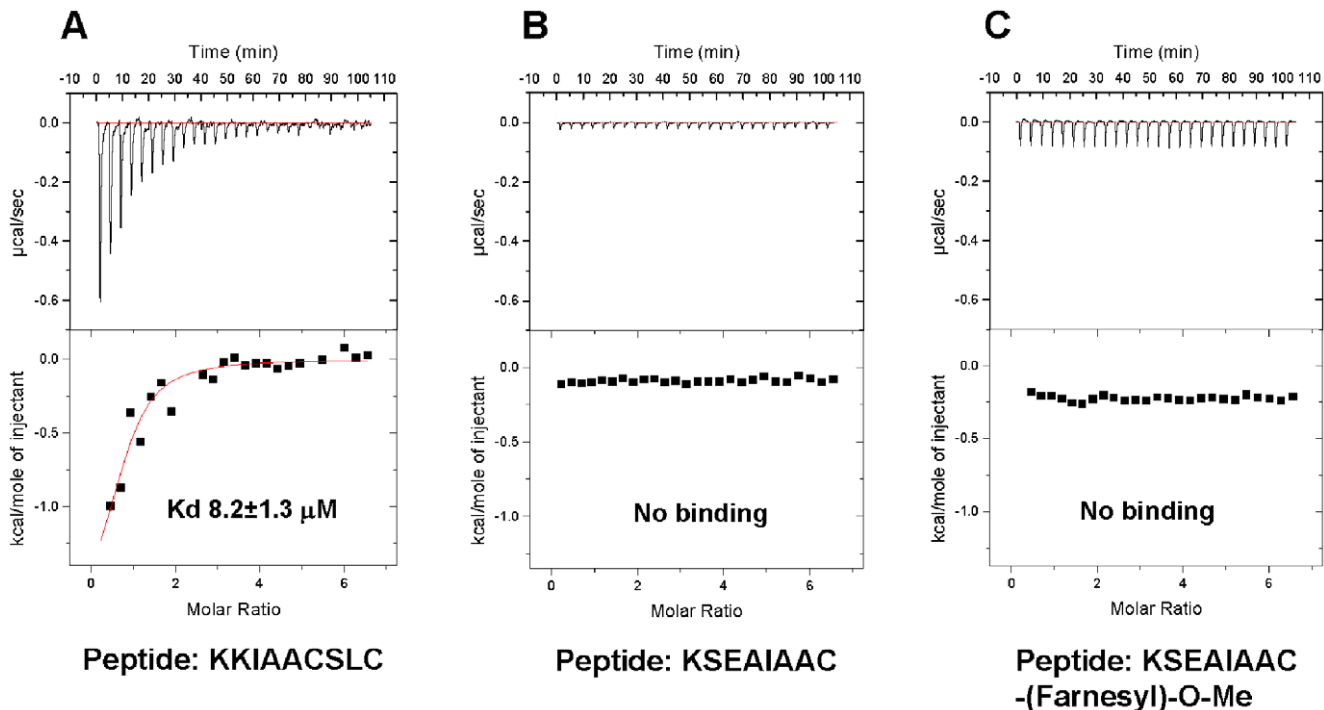 A
Time (min)
-10 0 10 20 30 40 50 60 70 80 90 100 110
0.0
-0.2
-0.4
-0.6
µcal/sec
0.0
-0.5
-1.0
kcal/mole of injectant
Kd 8.2±1.3 µM
0 2 4 6
Molar Ratio
Peptide: KKIAACSLC
B
Time (min)
-10 0 10 20 30 40 50 60 70 80 90 100 110
0.0
-0.2
-0.4
-0.6
µcal/sec
0.0
-0.5
-1.0
kcal/mole of injectant
No binding
0 2 4 6
Molar Ratio
Peptide: KSEAIAAC
C
Time (min)
-10 0 10 20 30 40 50 60 70 80 90 100 110
0.0
-0.2
-0.4
-0.6
µcal/sec
0.0
-0.5
-1.0
kcal/mole of injectant
No binding
0 2 4 6
Molar Ratio
Peptide: KSEAIAAC
-(Farnesyl)-O-Me